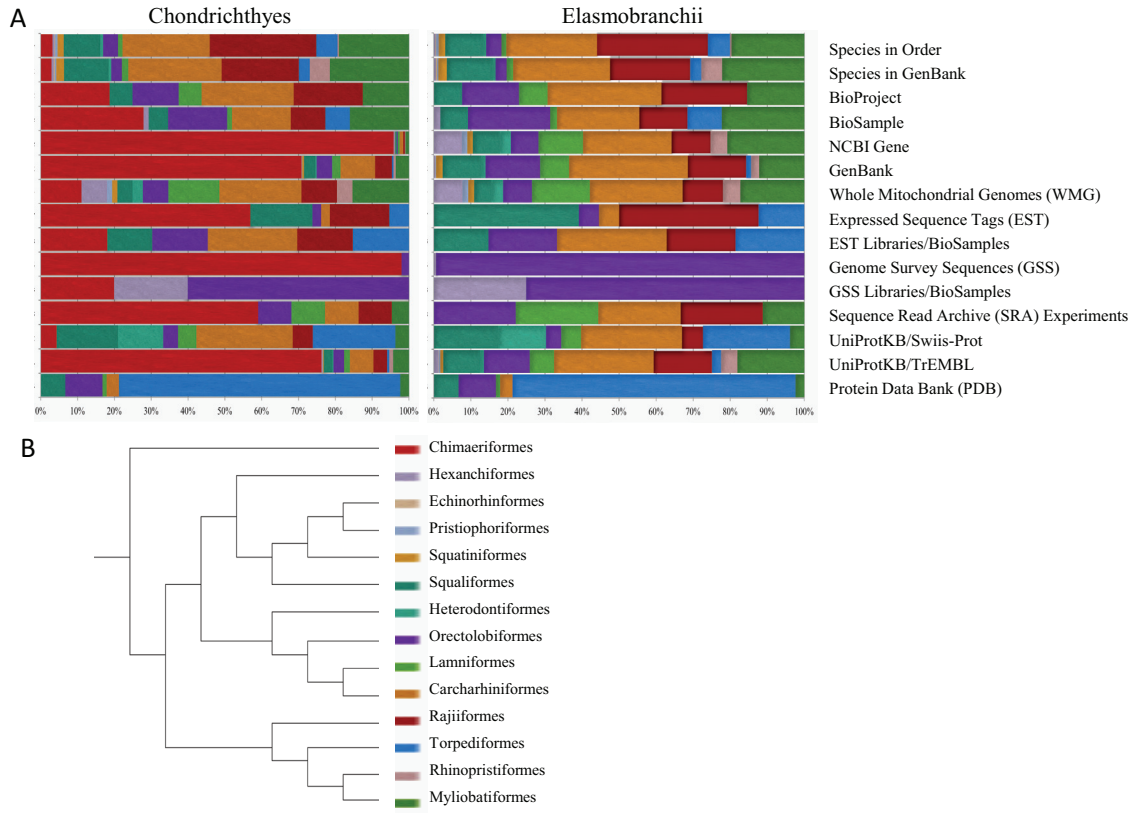 A
Chondrichthyes
Elasmobranchii
Species in Order
Species in GenBank
BioProject
BioSample
NCBI Gene
GenBank
Whole Mitochondrial Genomes (WMG)
Expressed Sequence Tags (EST)
EST Libraries/BioSamples
Genome Survey Sequences (GSS)
GSS Libraries/BioSamples
Sequence Read Archive (SRA) Experiments
UniProtKB/Swiis-Prot
UniProtKB/TrEMBL
Protein Data Bank (PDB)
0% 10% 20% 30% 40% 50% 60% 70% 80% 90% 100%
0% 10% 20% 30% 40% 50% 60% 70% 80% 90% 100%
B
Chimaeriformes
Hexanchiformes
Echinorhinformes
Pristiophoriformes
Squatiniformes
Squaliformes
Heterodontiformes
Orectolobiformes
Lamniformes
Carcharhiniformes
Rajiiformes
Torpediformes
Rhinopristiformes
Myliobatiformes